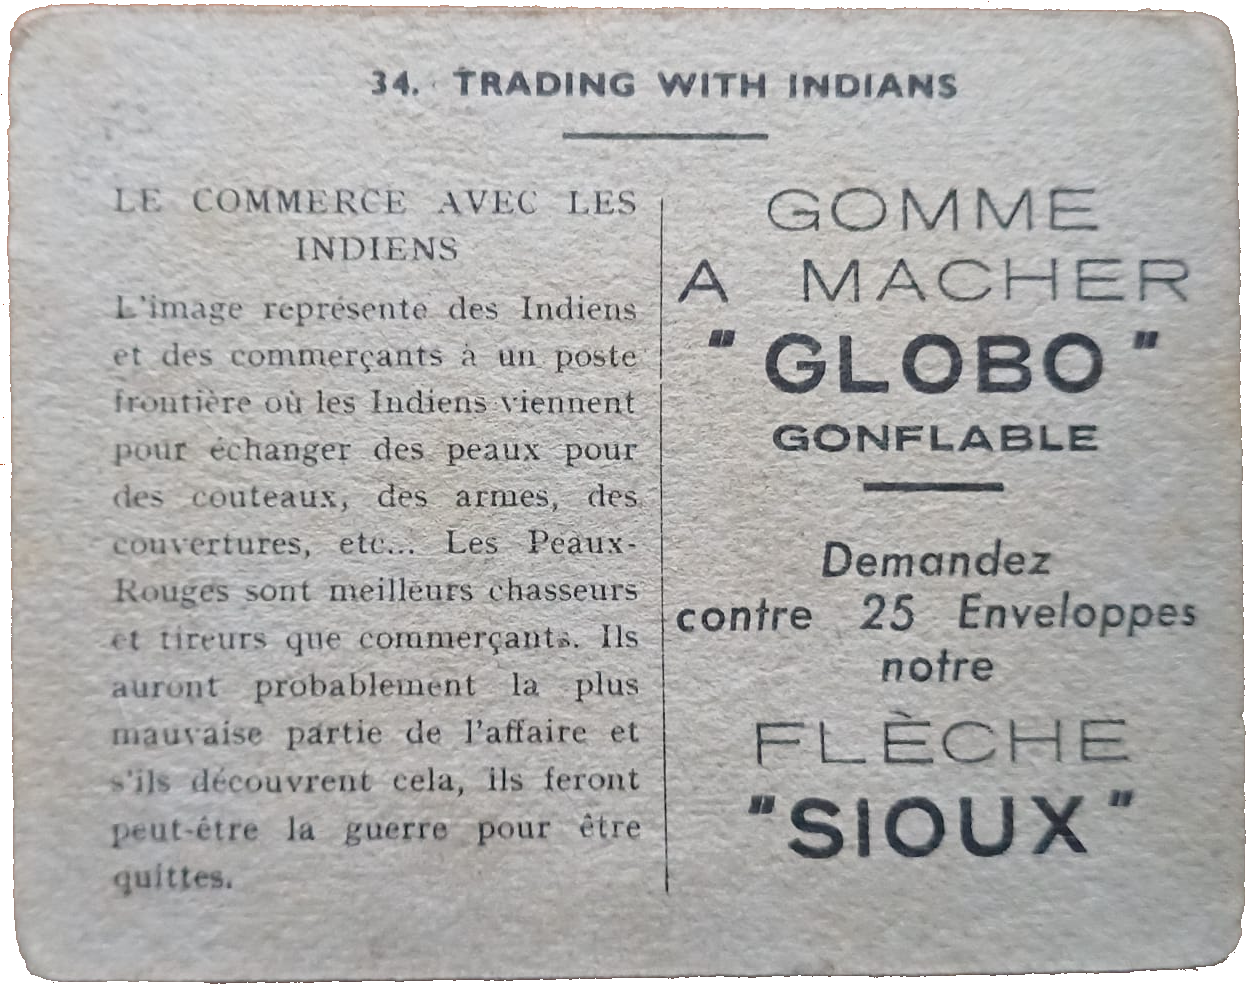 34. TRADING WITH INDIANS
LE COMMERCE AVEC LES
INDIENS
L'image représente des Indiens
et des commerçants à un poste
frontière où les Indiens viennent
pour échanger des peaux pour
des couteaux, des armes, des
couvertures, etc... Les Peaux-
Rouges sont meilleurs chasseurs
et tireurs que commerçants. Ils
auront probablement la plus
mauvaise partie de l'affaire et
s'ils découvrent cela, ils feront
peut-être la guerre pour être
quittes.
GOMME
A MACHER
"GLOBO"
GONFLABLE
Demandez
contre 25 Enveloppes
notre
FLÈCHE
"SIOUX"